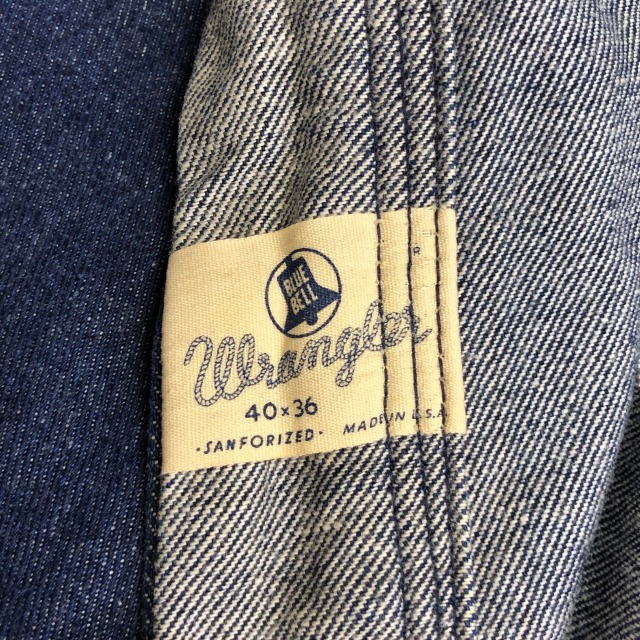 BLUE
BELL
R
Wrangler
40×36
·SANFORIZED· MADE IN U.S.A